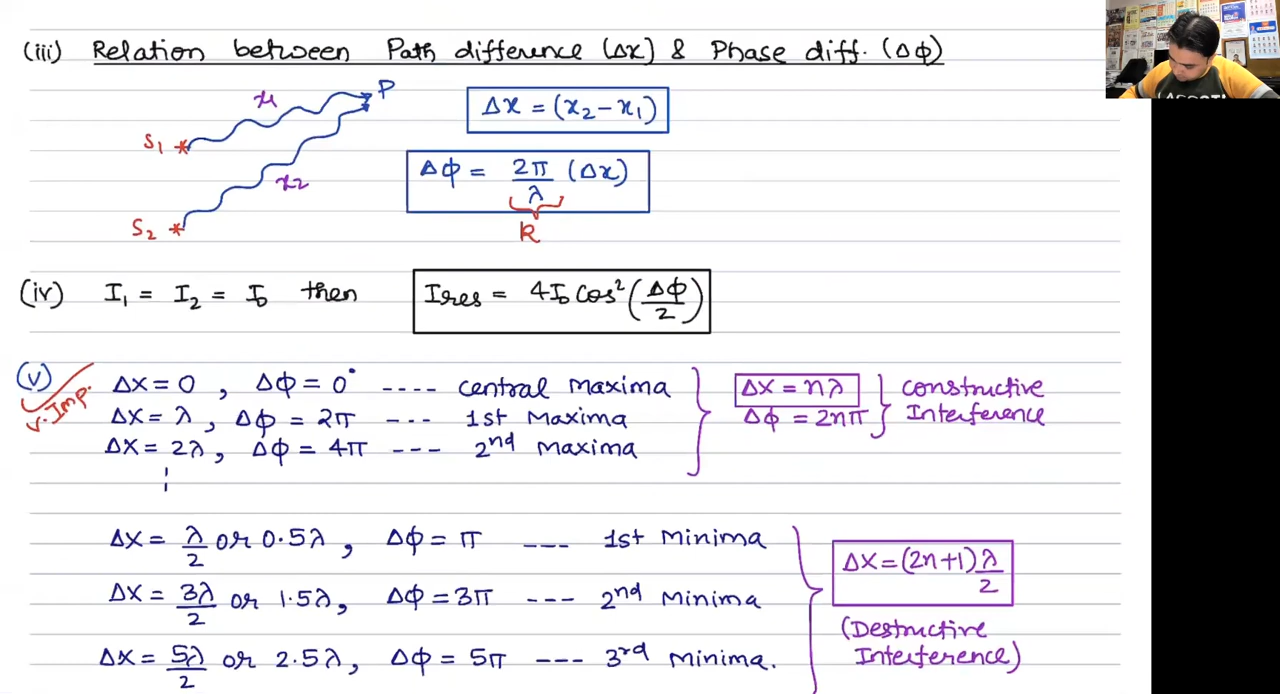 (iii) Relation between Path difference (Δx) & Phase diff. (Δϕ)
x1 P
S1
x2
S2
Δx = (x2 − x1)
Δϕ = 2π/λ (Δx)
k
(iv) I1 = I2 = I0 then Ires = 4I0 Cos² (Δϕ/2)
(v) Δx = 0 , Δϕ = 0° ---- central maxima
v. Imp.
Δx = λ , Δϕ = 2π --- 1st Maxima
Δx = 2λ , Δϕ = 4π --- 2nd Maxima
Δx = nλ
Δϕ = 2nπ
constructive
Interference
Δx = λ/2 or 0.5λ , Δϕ = π --- 1st Minima
Δx = 3λ/2 or 1.5λ, Δϕ = 3π --- 2nd Minima
Δx = 5λ/2 or 2.5λ, Δϕ = 5π --- 3rd Minima.
Δx = (2n+1) λ/2
(Destructive
Interference)